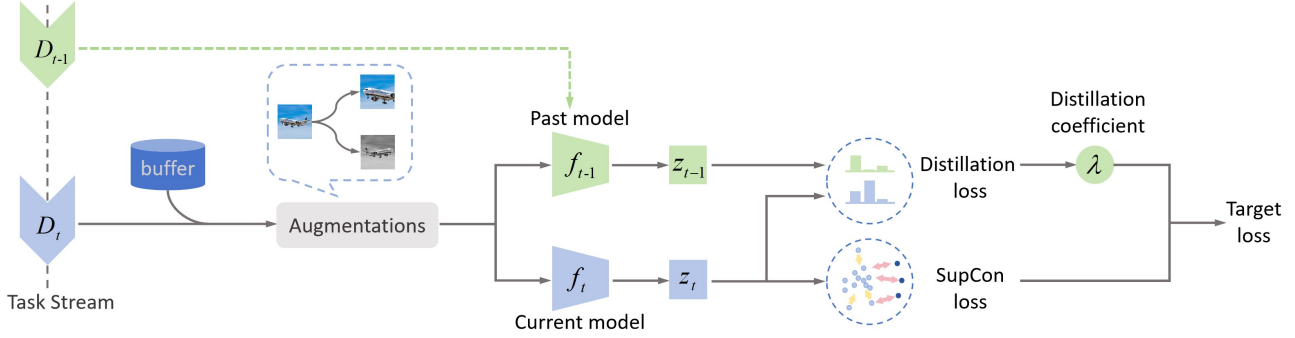 D_{t-1}
Past model
Distillation
coefficient
buffer
f_{t-1}
z_{t-1}
Distillation
loss
λ
D_t
Augmentations
Target
loss
f_t
z_t
SupCon
loss
Task Stream
Current model